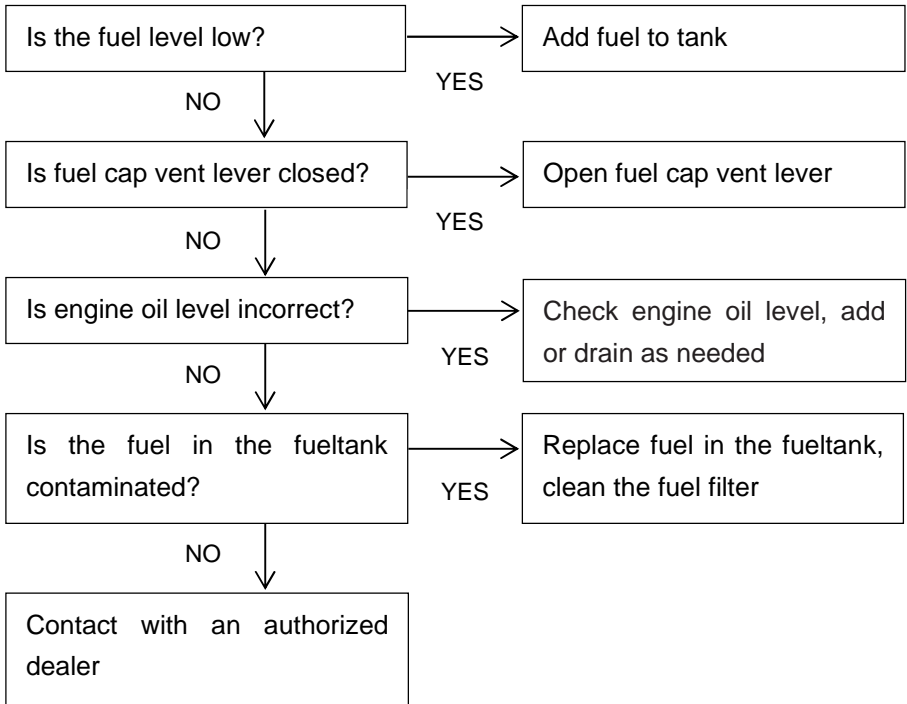 Is the fuel level low?
Add fuel to tank
YES
NO
Is fuel cap vent lever closed?
Open fuel cap vent lever
YES
NO
Is engine oil level incorrect?
Check engine oil level, add
or drain as needed
YES
NO
Is the fuel in the fueltank
contaminated?
Replace fuel in the fueltank,
clean the fuel filter
YES
NO
Contact with an authorized
dealer